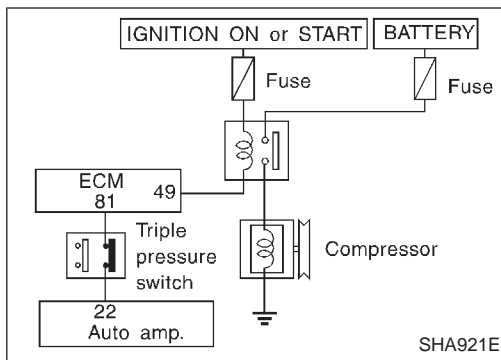 IGNITION ON or START
BATTERY
Fuse
Fuse
ECM
49
81
Triple
pressure
switch
Compressor
22
Auto amp.
SHA921E